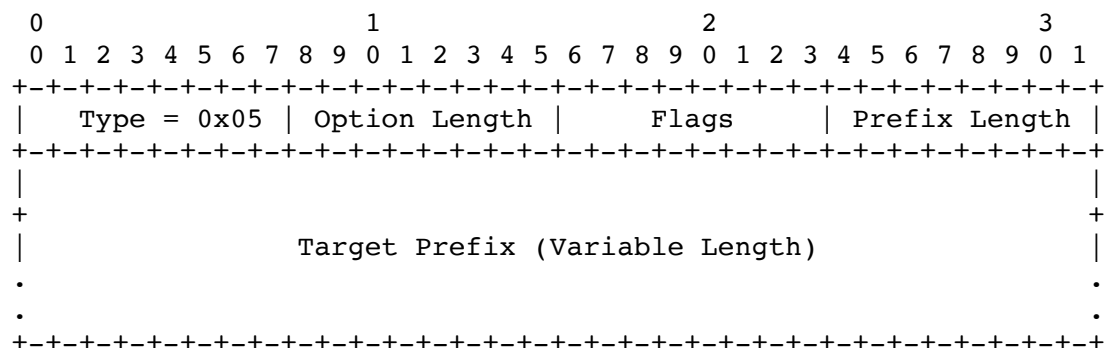 0                   1                   2                   3
0 1 2 3 4 5 6 7 8 9 0 1 2 3 4 5 6 7 8 9 0 1 2 3 4 5 6 7 8 9 0 1
+-+-+-+-+-+-+-+-+-+-+-+-+-+-+-+-+-+-+-+-+-+-+-+-+-+-+-+-+-+-+-+-+
|   Type = 0x05 | Option Length |     Flags     | Prefix Length |
+-+-+-+-+-+-+-+-+-+-+-+-+-+-+-+-+-+-+-+-+-+-+-+-+-+-+-+-+-+-+-+-+
|                                                               |
+                                                               +
|                Target Prefix (Variable Length)                |
.                                                               .
.                                                               .
+-+-+-+-+-+-+-+-+-+-+-+-+-+-+-+-+-+-+-+-+-+-+-+-+-+-+-+-+-+-+-+-+